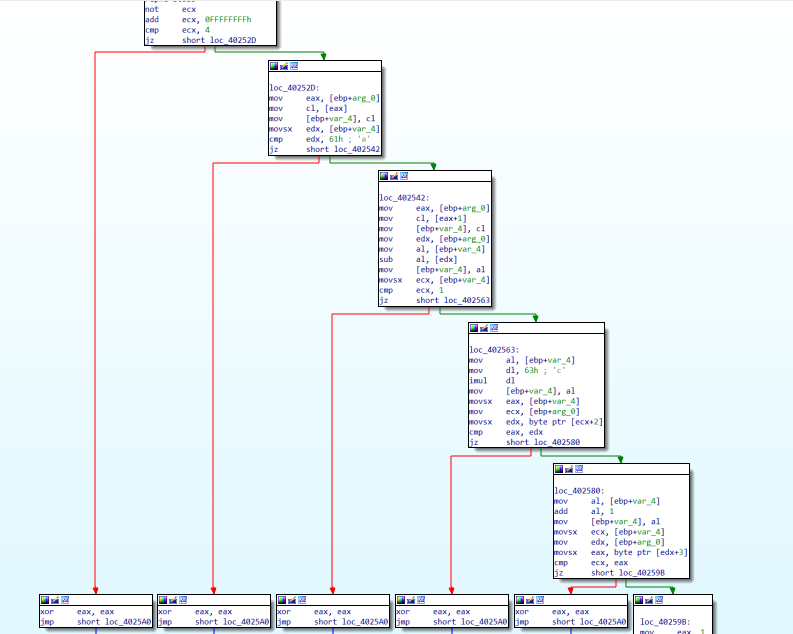 not ecx
add ecx, 0FFFFFFFFh
cmp ecx, 4
jz short loc_40252D
loc_40252D:
mov eax, [ebp+arg_0]
mov cl, [eax]
mov [ebp+var_4], cl
movsx edx, [ebp+var_4]
cmp edx, 61h ; 'a'
jz short loc_402542
loc_402542:
mov eax, [ebp+arg_0]
mov cl, [eax+1]
mov [ebp+var_4], cl
mov edx, [ebp+arg_0]
mov al, [ebp+var_4]
sub al, [edx]
mov [ebp+var_4], al
movsx ecx, [ebp+var_4]
cmp ecx, 1
jz short loc_402563
loc_402563:
mov al, [ebp+var_4]
mov dl, 63h ; 'c'
imul dl
mov [ebp+var_4], al
movsx eax, [ebp+var_4]
mov ecx, [ebp+arg_0]
movsx edx, byte ptr [ecx+2]
cmp eax, edx
jz short loc_402580
loc_402580:
mov al, [ebp+var_4]
add al, 1
mov [ebp+var_4], al
movsx ecx, [ebp+var_4]
mov edx, [ebp+arg_0]
movsx eax, byte ptr [edx+3]
cmp ecx, eax
jz short loc_40259B
xor eax, eax
jmp short loc_4025A0
xor eax, eax
jmp short loc_4025A0
xor eax, eax
jmp short loc_4025A0
xor eax, eax
jmp short loc_4025A0
xor eax, eax
jmp short loc_4025A0
loc_40259B:
mov eax, 1